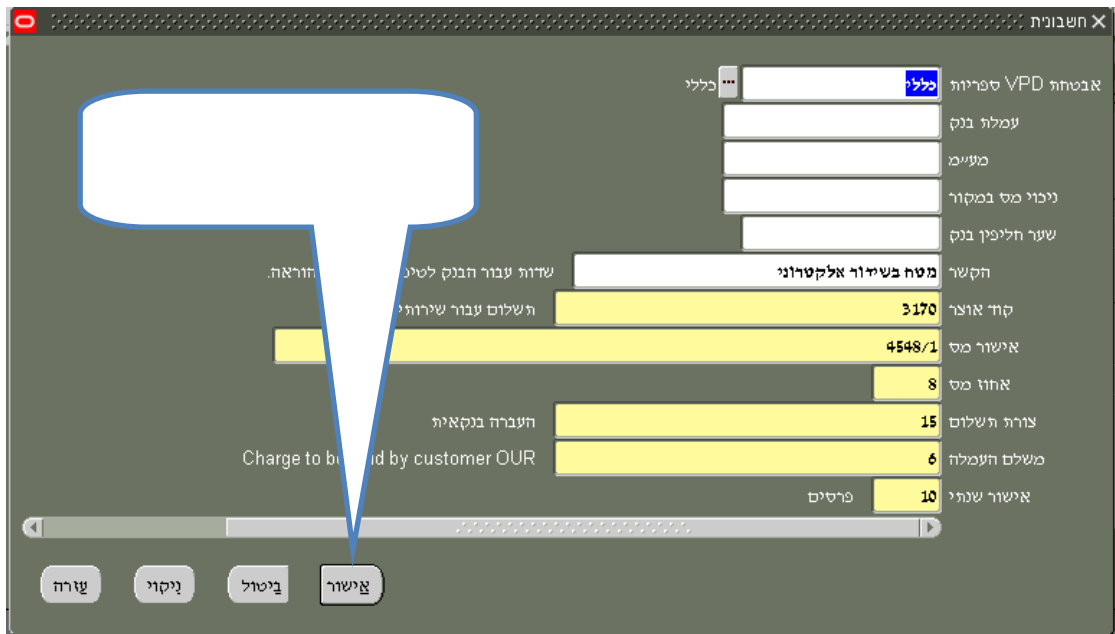 חשבונית
אבטחת VPD ספריות כללי ... כללי
עמלת בנק
מע״מ
ניכוי מס במקור
שער חליפין בנק
הקשר מטח בשידור אלקטרוני שדות עבור הבנק הוראה.
קוד אוצר 3170 תשלום עבור
אישור מס 4548/1
אחוז מס 8
צורת תשלום 15 העברה בנקאית
משלם העמלה 6 Charge to by customer OUR
אישור שנתי 10 פרסים
אישור ביטול ניקוי עזרה